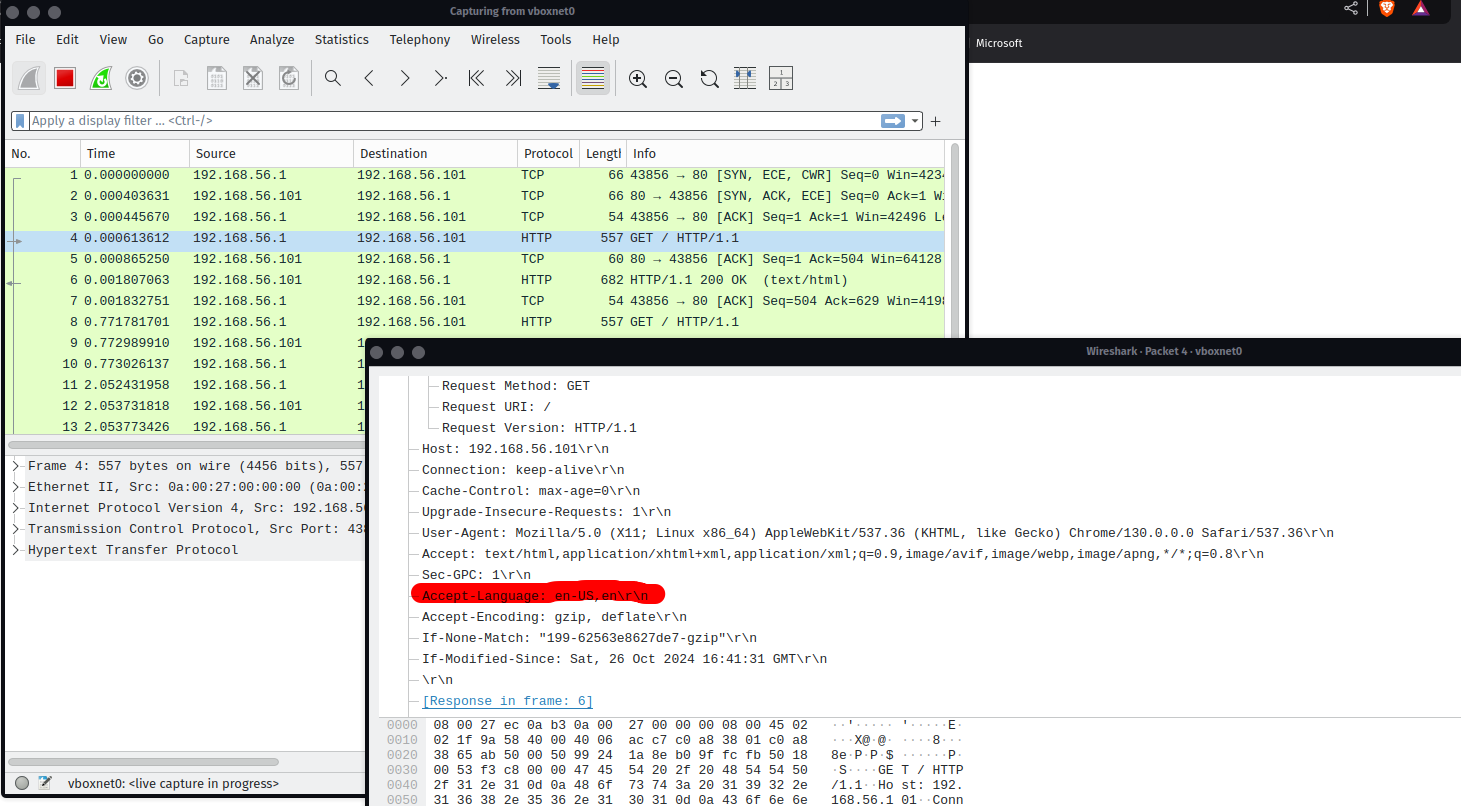 Capturing from vboxnet0
File Edit View Go Capture Analyze Statistics Telephony Wireless Tools Help
Microsoft
Apply a display filter ... <Ctrl-/>
No. Time Source Destination Protocol Length Info
1 0.000000000 192.168.56.1 192.168.56.101 TCP 66 43856 → 80 [SYN, ECE, CWR] Seq=0 Win=4234
2 0.000403631 192.168.56.101 192.168.56.1 TCP 66 80 → 43856 [SYN, ACK, ECE] Seq=0 Ack=1 W
3 0.000445670 192.168.56.1 192.168.56.101 TCP 54 43856 → 80 [ACK] Seq=1 Ack=1 Win=42496 L
4 0.000613612 192.168.56.1 192.168.56.101 HTTP 557 GET / HTTP/1.1
5 0.000865250 192.168.56.101 192.168.56.1 TCP 60 80 → 43856 [ACK] Seq=1 Ack=504 Win=64128
6 0.001807063 192.168.56.101 192.168.56.1 HTTP 682 HTTP/1.1 200 OK (text/html)
7 0.001832751 192.168.56.1 192.168.56.101 TCP 54 43856 → 80 [ACK] Seq=504 Ack=629 Win=4198
8 0.771781701 192.168.56.1 192.168.56.101 HTTP 557 GET / HTTP/1.1
9 0.772989910 192.168.56.101 1
10 0.773026137 192.168.56.1 1
11 2.052431958 192.168.56.1 1
12 2.053731818 192.168.56.101 1
13 2.053773426 192.168.56.1 1
Frame 4: 557 bytes on wire (4456 bits), 557
Ethernet II, Src: 0a:00:27:00:00:00 (0a:00:
Internet Protocol Version 4, Src: 192.168.5
Transmission Control Protocol, Src Port: 43
Hypertext Transfer Protocol
vboxnet0: <live capture in progress>
Wireshark · Packet 4 · vboxnet0
Request Method: GET
Request URI: /
Request Version: HTTP/1.1
Host: 192.168.56.101\r\n
Connection: keep-alive\r\n
Cache-Control: max-age=0\r\n
Upgrade-Insecure-Requests: 1\r\n
User-Agent: Mozilla/5.0 (X11; Linux x86_64) AppleWebKit/537.36 (KHTML, like Gecko) Chrome/130.0.0.0 Safari/537.36\r\n
Accept: text/html,application/xhtml+xml,application/xml;q=0.9,image/avif,image/webp,image/apng,*/*;q=0.8\r\n
Sec-GPC: 1\r\n
Accept-Language: en-US,en\r\n
Accept-Encoding: gzip, deflate\r\n
If-None-Match: "199-62563e8627de7-gzip"\r\n
If-Modified-Since: Sat, 26 Oct 2024 16:41:31 GMT\r\n
\r\n
[Response in frame: 6]
0000 08 00 27 ec 0a b3 0a 00 27 00 00 00 08 00 45 02 ··'····· '·····E·
0010 02 1f 9a 58 40 00 40 06 ac c7 c0 a8 38 01 c0 a8 ···X@·@· ····8···
0020 38 65 ab 50 00 50 99 24 1a 8e b0 9f fc fb 50 18 8e·P·P·$ ······P·
0030 00 53 f3 c8 00 00 47 45 54 20 2f 20 48 54 54 50 ·S····GE T / HTTP
0040 2f 31 2e 31 0d 0a 48 6f 73 74 3a 20 31 39 32 2e /1.1··Ho st: 192.
0050 31 36 38 2e 35 36 2e 31 30 31 0d 0a 43 6f 6e 6e 168.56.1 01··Conn